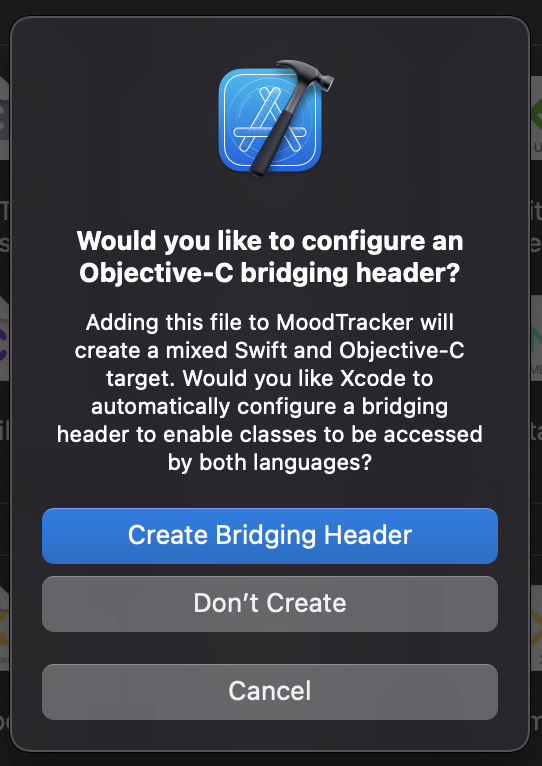 Would you like to configure an
Objective-C bridging header?
Adding this file to MoodTracker will
create a mixed Swift and Objective-C
target. Would you like Xcode to
automatically configure a bridging
header to enable classes to be accessed
by both languages?
Create Bridging Header
Don’t Create
Cancel